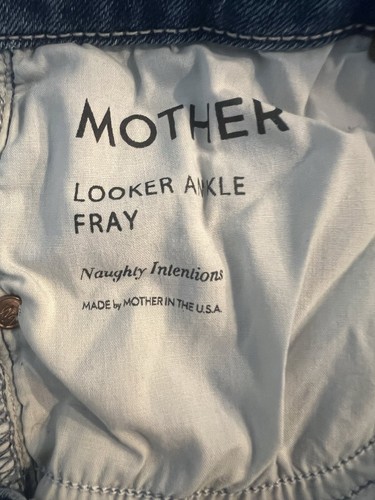 MOTHER
LOOKER ANKLE
FRAY
Naughty Intentions
MADE by MOTHER IN THE U.S.A.